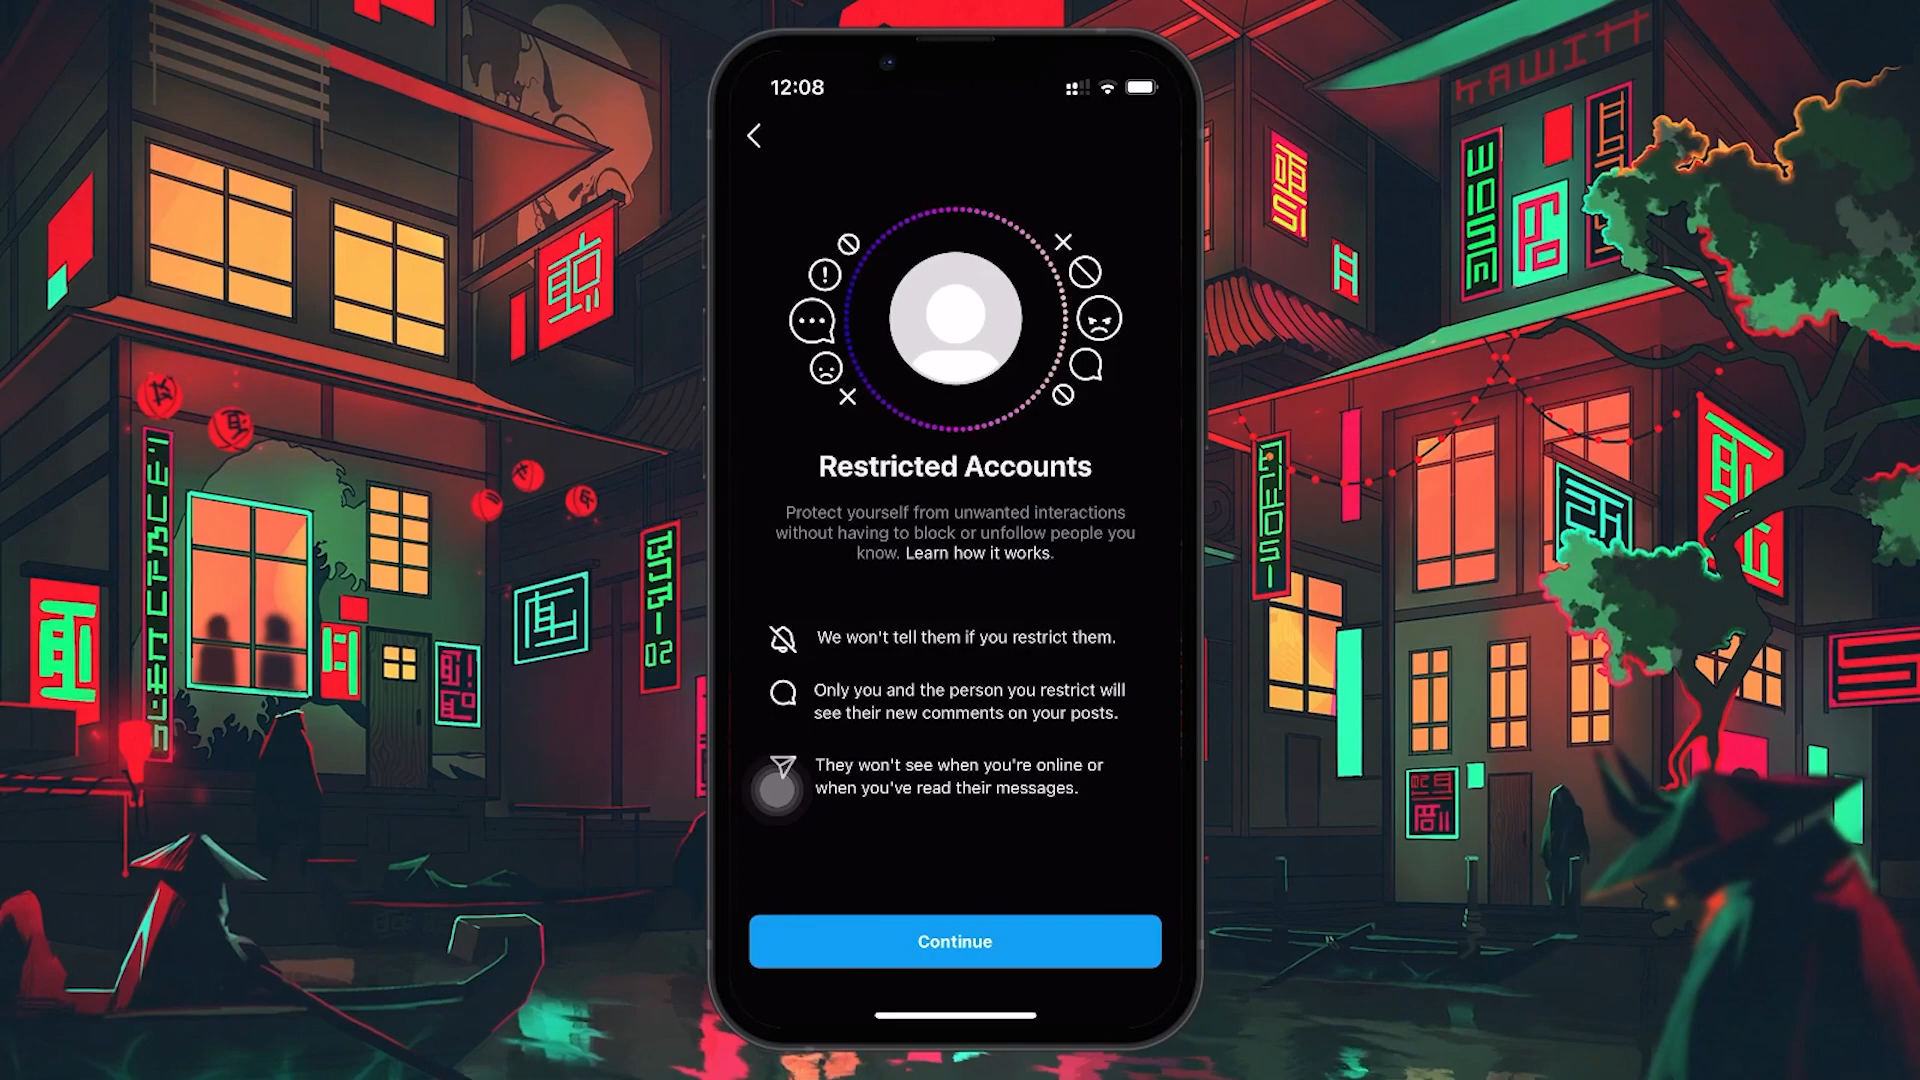 12:08
Restricted Accounts
Protect yourself from unwanted interactions
without having to block or unfollow people you
know. Learn how it works.
We won't tell them if you restrict them.
Only you and the person you restrict will
see their new comments on your posts.
They won't see when you're online or
when you've read their messages.
Continue